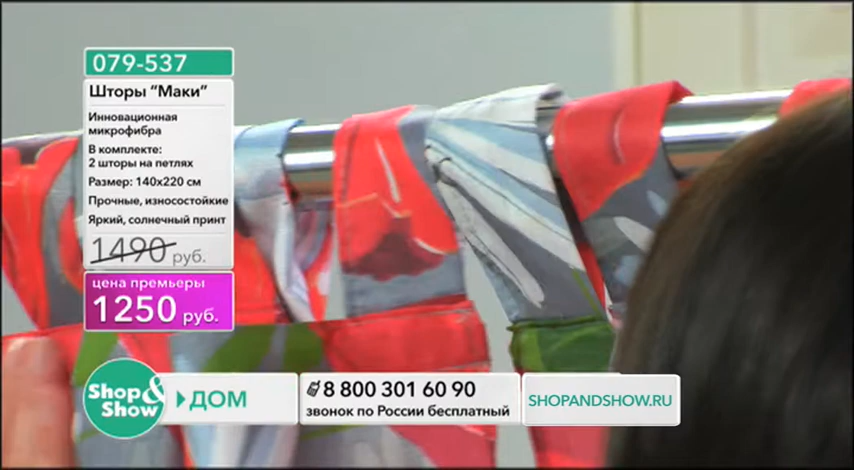 079-537
Шторы “Маки”
Инновационная
микрофибра
В комплекте:
2 шторы на петлях
Размер: 140х220 см
Прочные, износостойкие
Яркий, солнечный принт
1490 руб.
цена премьеры
1250 руб.
Shop&
Show
ДОМ
8 800 301 60 90
звонок по России бесплатный
SHOPANDSHOW.RU